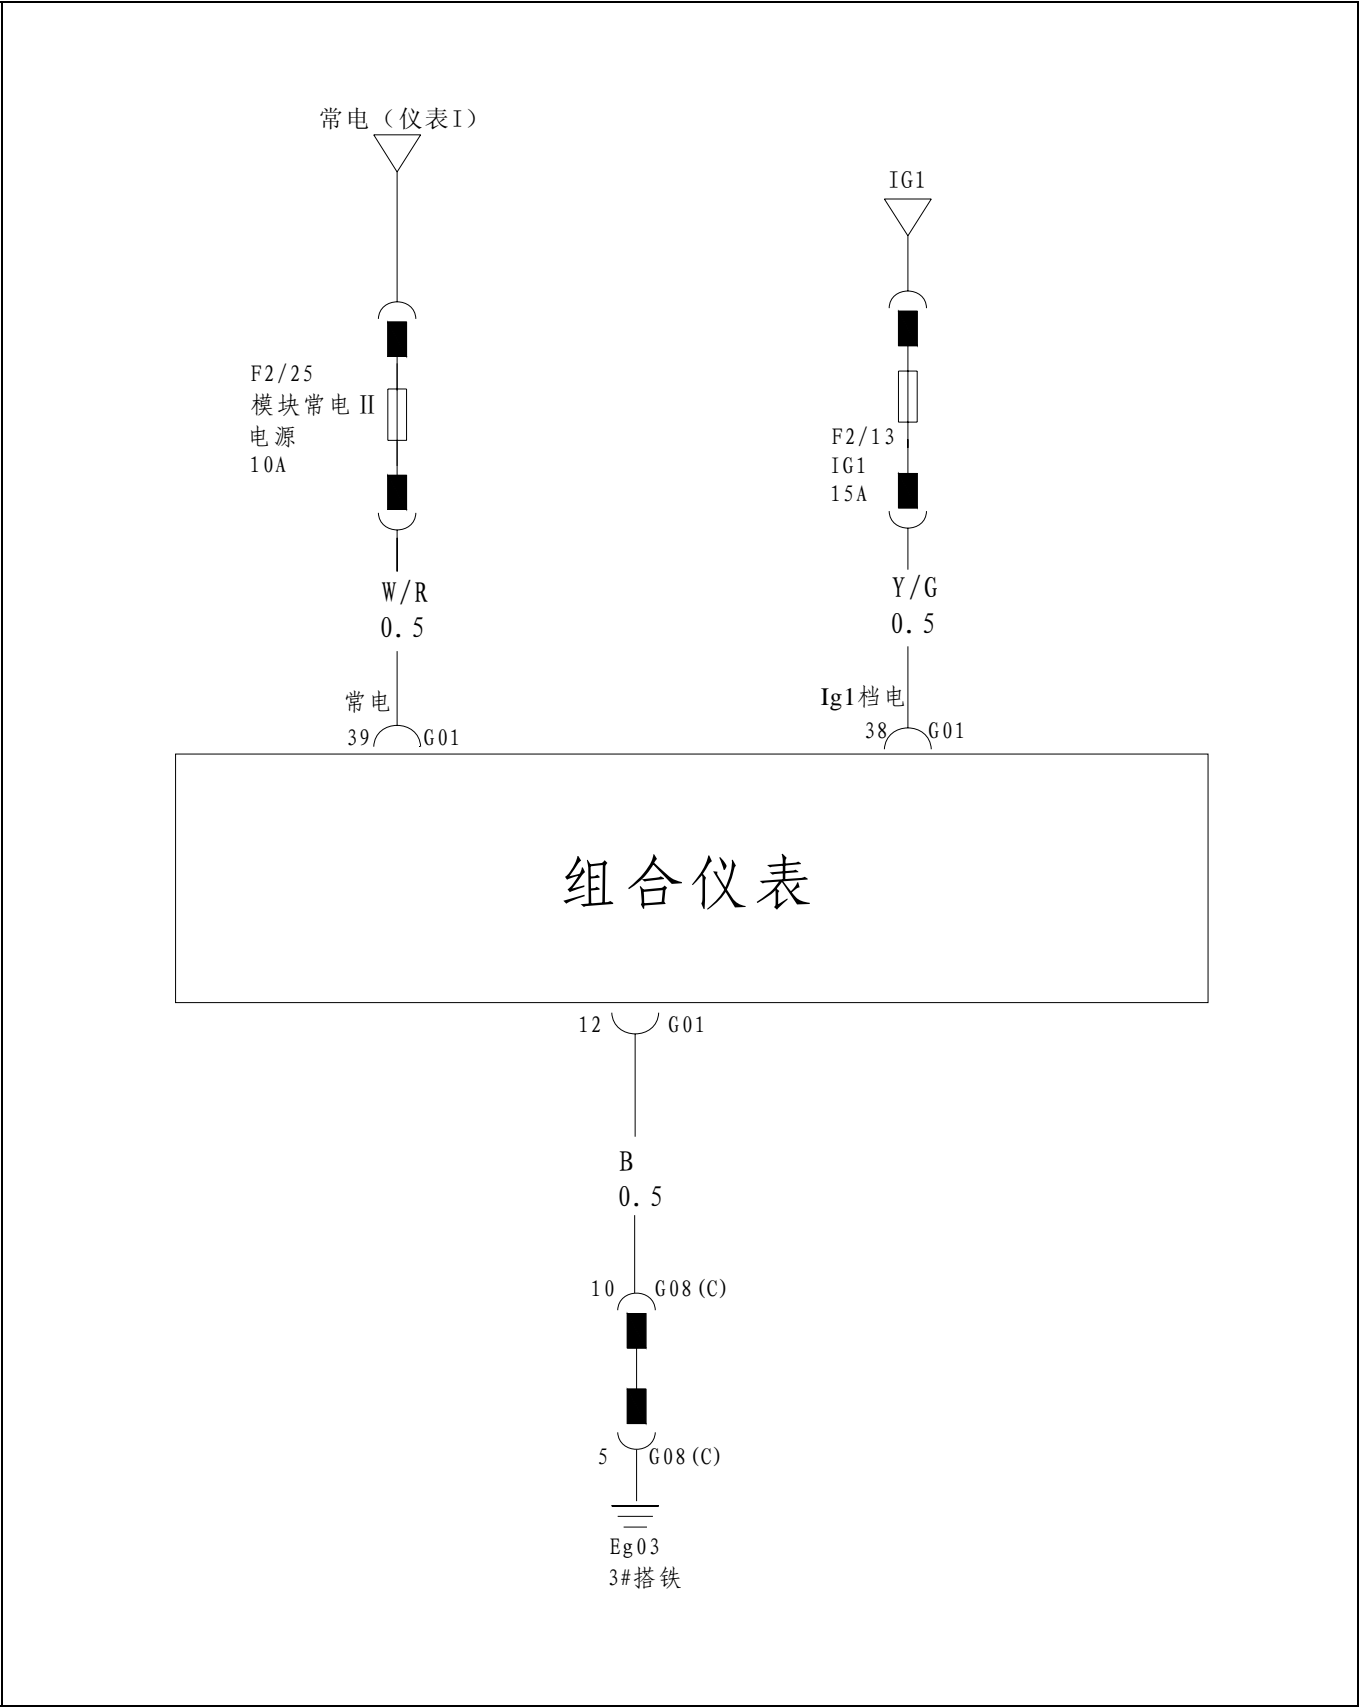 常电（仪表I）
IG1
F2/25
模块常电Ⅱ
电源
10A
F2/13
IG1
15A
W/R
0.5
Y/G
0.5
常电
39
G01
Ig1档电
38
G01
组合仪表
12
G01
B
0.5
10
G08(C)
5
G08(C)
Eg03
3#搭铁